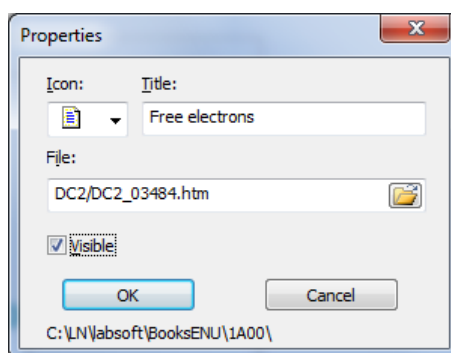 Properties
Icon: Title:
Free electrons
File:
DC2/DC2_03484.htm
Visible
OK Cancel
C:\LN\labsoft\BooksENU\1A00\